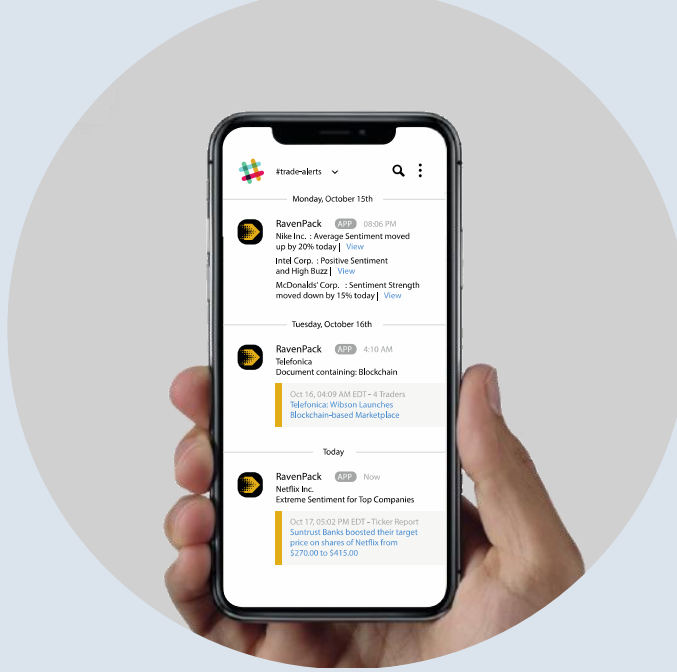 #trade-alerts
Monday, October 15th
RavenPack APP 08:06 PM
Nike Inc. : Average Sentiment moved
up by 20% today | View
Intel Corp. : Positive Sentiment
and High Buzz | View
McDonalds' Corp. : Sentiment Strength
moved down by 15% today | View
Tuesday, October 16th
RavenPack APP 4:10 AM
Telefonica
Document containing: Blockchain
Oct 16, 04:09 AM EDT - 4 Traders
Telefonica: Wibson Launches
Blockchain-based Marketplace
Today
RavenPack APP Now
Netflix Inc.
Extreme Sentiment for Top Companies
Oct 17, 05:02 PM EDT - Ticker Report
Suntrust Banks boosted their target
price on shares of Netflix from
$270.00 to $415.00